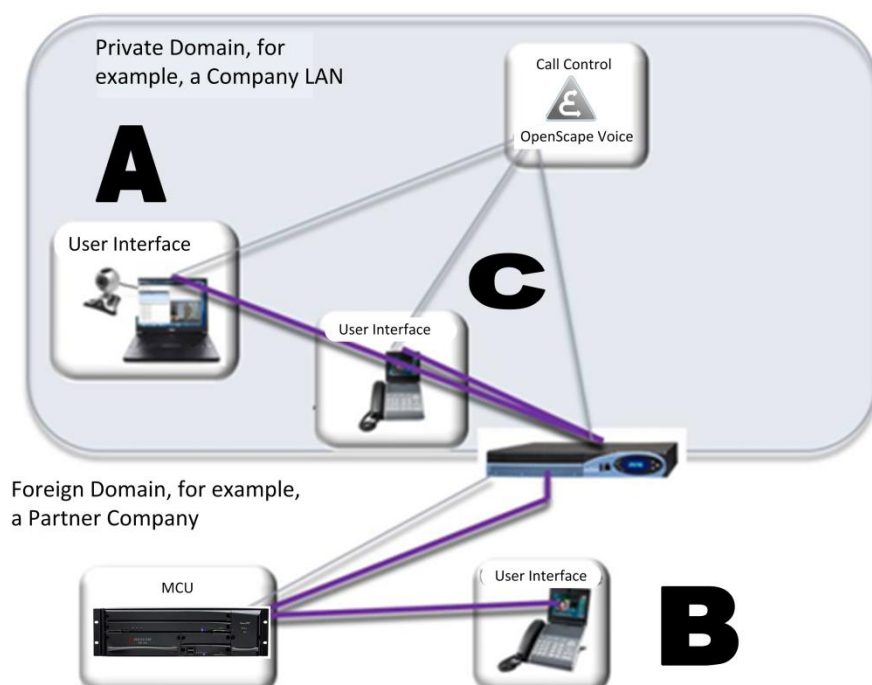 Private Domain, for
example, a Company LAN
Call Control
OpenScape Voice
A
User Interface
C
User Interface
Foreign Domain, for example,
a Partner Company
MCU
User Interface
B